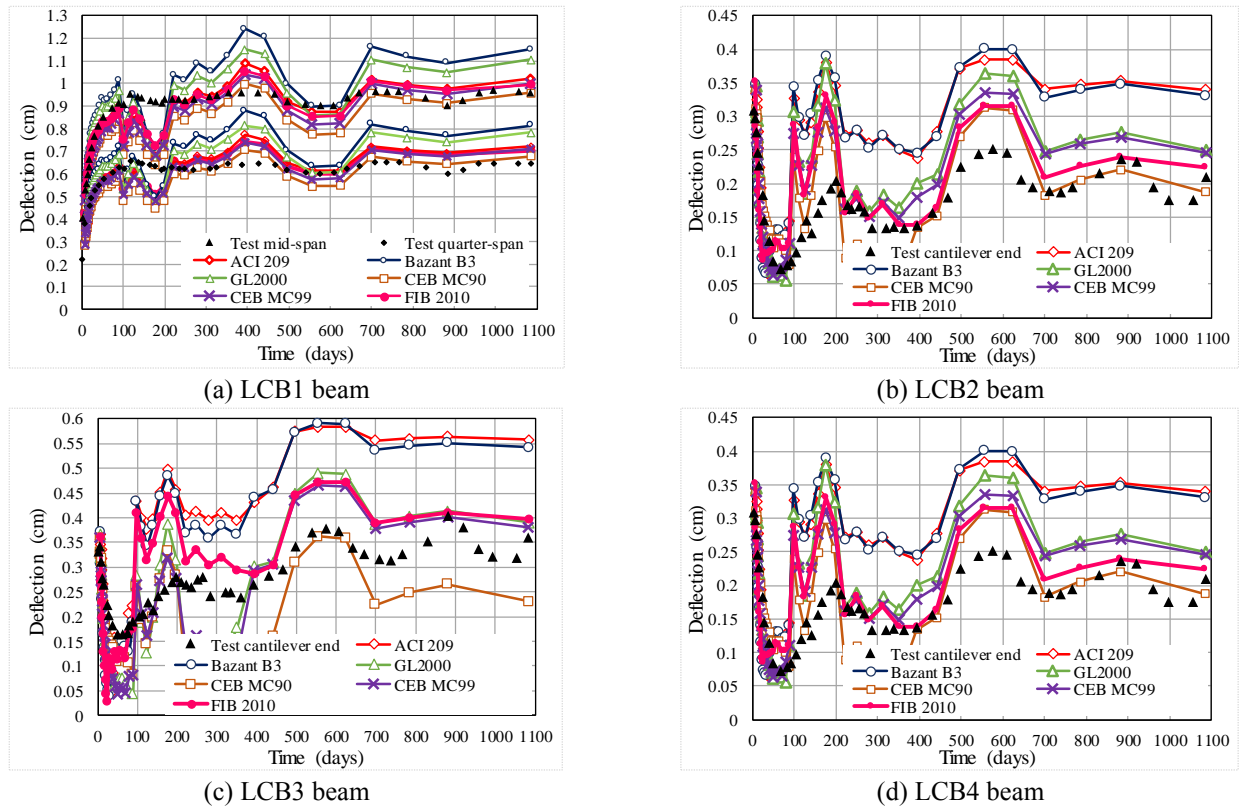 1.3
1.2
1.1
1
0.9
0.8
0.7
0.6
0.5
0.4
0.3
0.2
0.1
0
Deflection (cm)
Test mid-span
Test quarter-span
ACI 209
Bazant B3
GL2000
CEB MC90
CEB MC99
FIB 2010
0 100 200 300 400 500 600 700 800 900 1000 1100
Time (days)
(a) LCB1 beam
0.45
0.4
0.35
0.3
0.25
0.2
0.15
0.1
0.05
0
Deflection (cm)
Test cantilever end
ACI 209
Bazant B3
GL2000
CEB MC90
CEB MC99
FIB 2010
0 100 200 300 400 500 600 700 800 900 1000 1100
Time (days)
(b) LCB2 beam
0.6
0.55
0.5
0.45
0.4
0.35
0.3
0.25
0.2
0.15
0.1
0.05
0
Deflection (cm)
Test cantilever end
ACI 209
Bazant B3
GL2000
CEB MC90
CEB MC99
FIB 2010
0 100 200 300 400 500 600 700 800 900 1000 1100
Time (days)
(c) LCB3 beam
0.45
0.4
0.35
0.3
0.25
0.2
0.15
0.1
0.05
0
Deflection (cm)
Test cantilever end
ACI 209
Bazant B3
GL2000
CEB MC90
CEB MC99
FIB 2010
0 100 200 300 400 500 600 700 800 900 1000 1100
Time (days)
(d) LCB4 beam